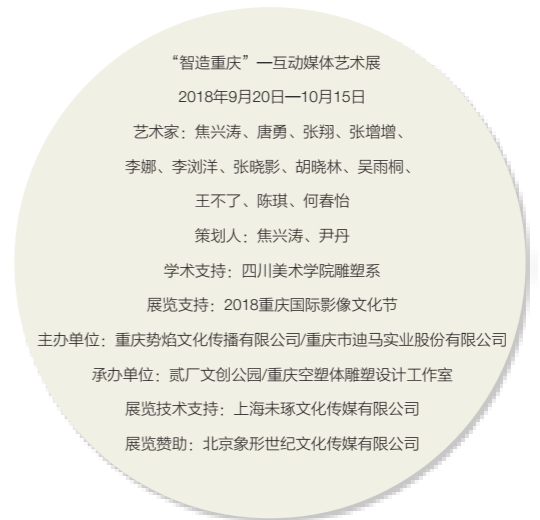 “智造重庆”—互动媒体艺术展
2018年9月20日—10月15日
艺术家：焦兴涛、唐勇、张翔、张增增、
李娜、李浏洋、张晓影、胡晓林、吴雨桐、
王不了、陈琪、何春怡
策划人：焦兴涛、尹丹
学术支持：四川美术学院雕塑系
展览支持：2018重庆国际影像文化节
主办单位：重庆势焰文化传播有限公司/重庆市迪马实业股份有限公司
承办单位：贰厂文创公园/重庆空塑体雕塑设计工作室
展览技术支持：上海未琢文化传媒有限公司
展览赞助：北京象形世纪文化传媒有限公司